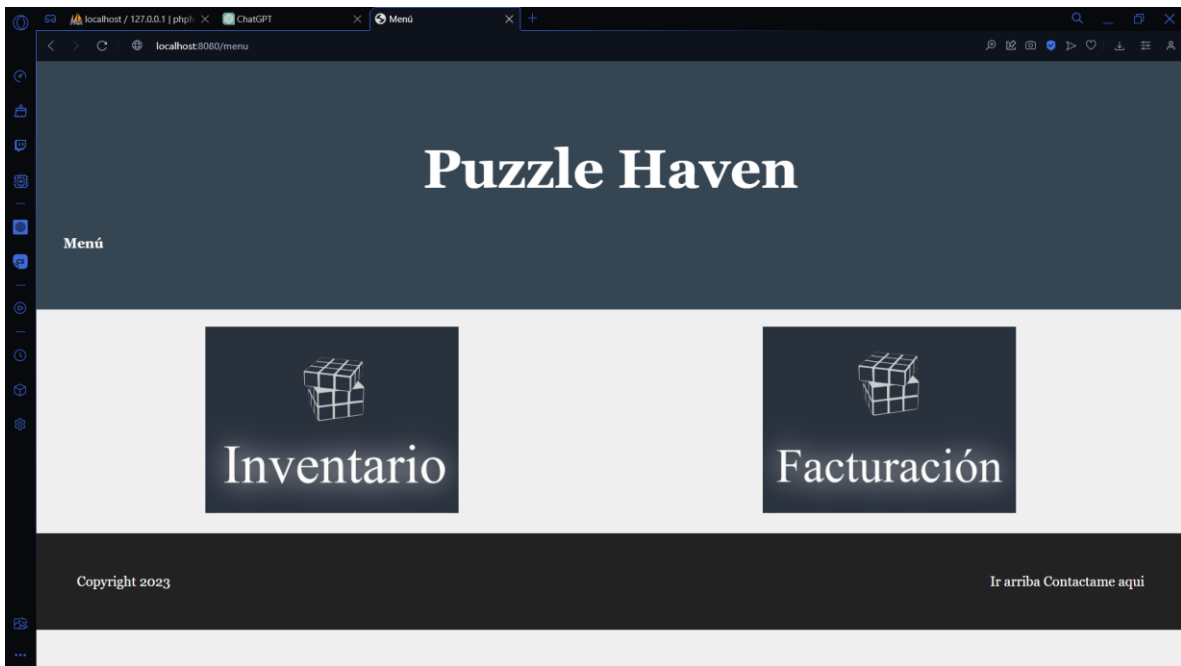 localhost / 127.0.0.1 | php
ChatGPT
Menú
localhost:8080/menu
Puzzle Haven
Menú
Inventario
Facturación
Copyright 2023
Ir arriba Contactame aqui